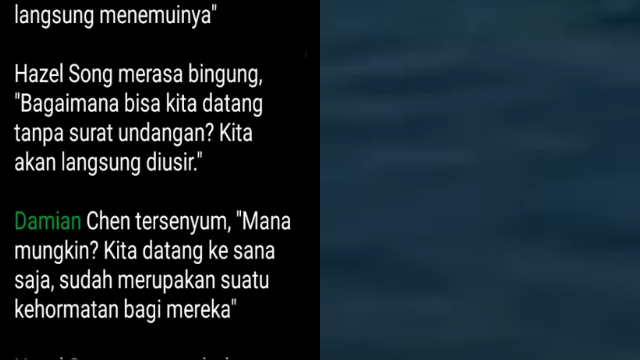 langsung menemuinya"
Hazel Song merasa bingung,
"Bagaimana bisa kita datang
tanpa surat undangan? Kita
akan langsung diusir."
Damian Chen tersenyum, "Mana
mungkin? Kita datang ke sana
saja, sudah merupakan suatu
kehormatan bagi mereka"